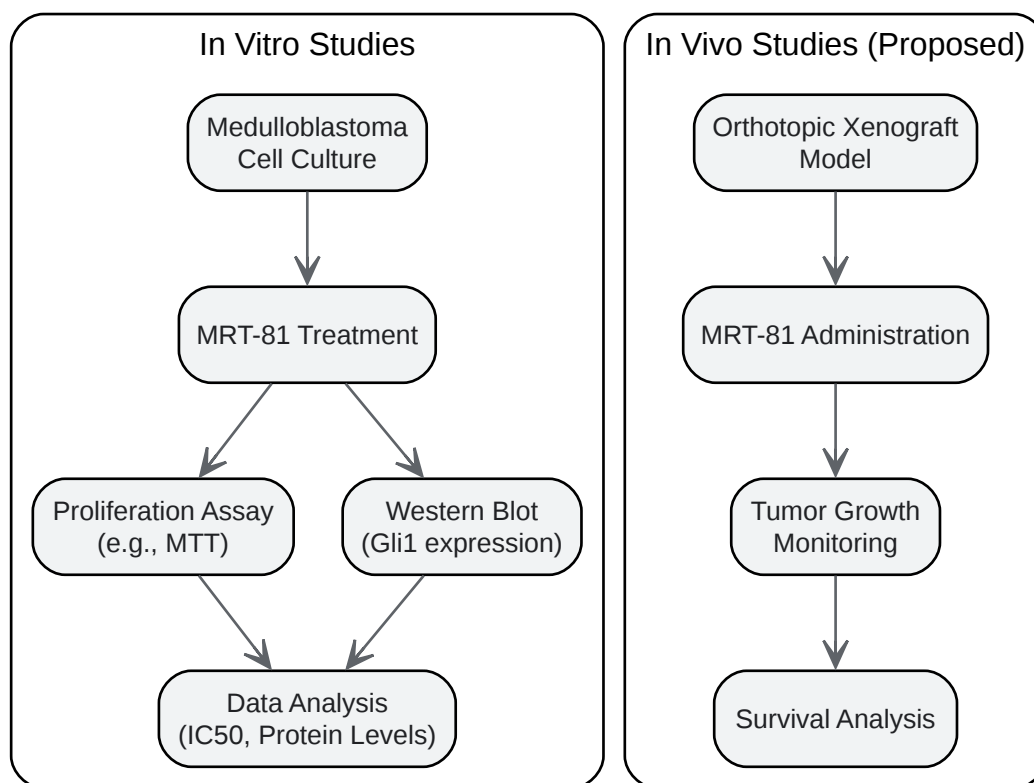 In Vitro Studies
Medulloblastoma
Cell Culture
MRT-81 Treatment
Proliferation Assay
(e.g., MTT)
Western Blot
(Gli1 expression)
Data Analysis
(IC50, Protein Levels)
In Vivo Studies (Proposed)
Orthotopic Xenograft
Model
MRT-81 Administration
Tumor Growth
Monitoring
Survival Analysis